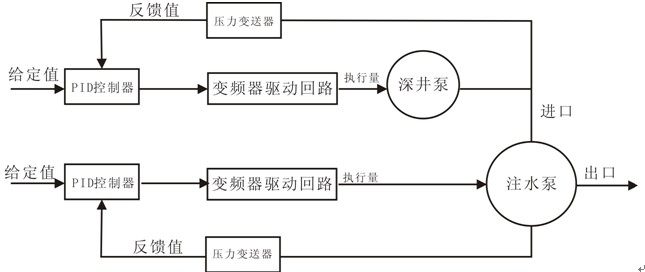 反馈值
压力变送器
给定值
PID控制器
变频器驱动回路
执行量
深井泵
进口
给定值
PID控制器
变频器驱动回路
执行量
注水泵
出口
反馈值
压力变送器